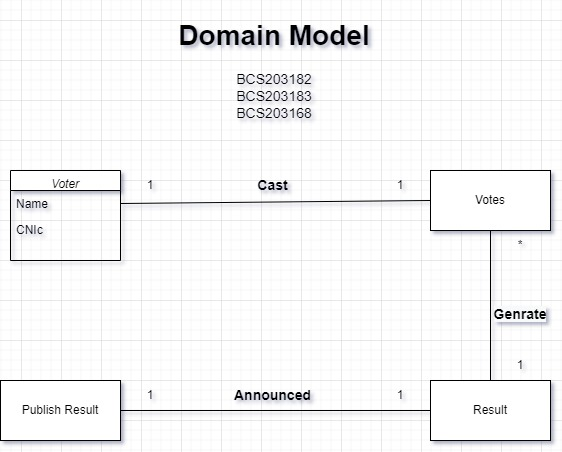 Domain Model
BCS203182
BCS203183
BCS203168
Voter
Name
CNIc
1
Cast
1
Votes
*
Genrate
1
Publish Result
1
Announced
1
Result